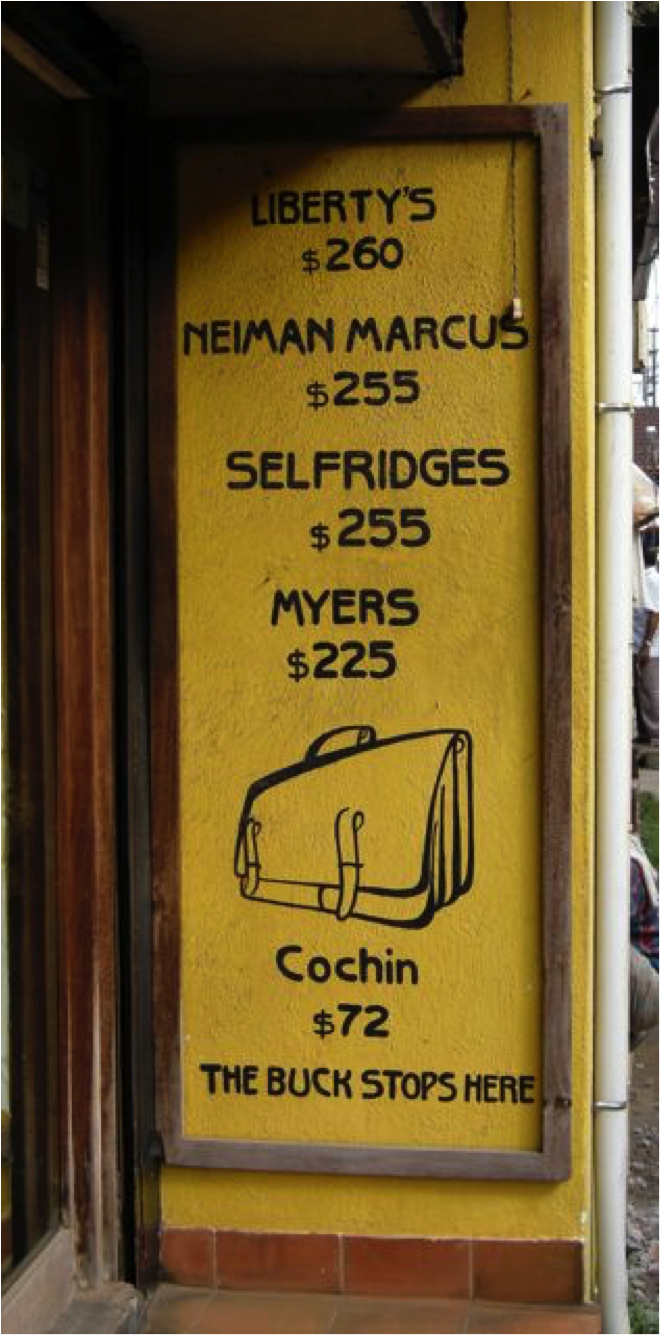 LIBERTY'S
$260
NEIMAN MARCUS
$255
SELFRIDGES
$255
MYERS
$225
Cochin
$72
THE BUCK STOPS HERE